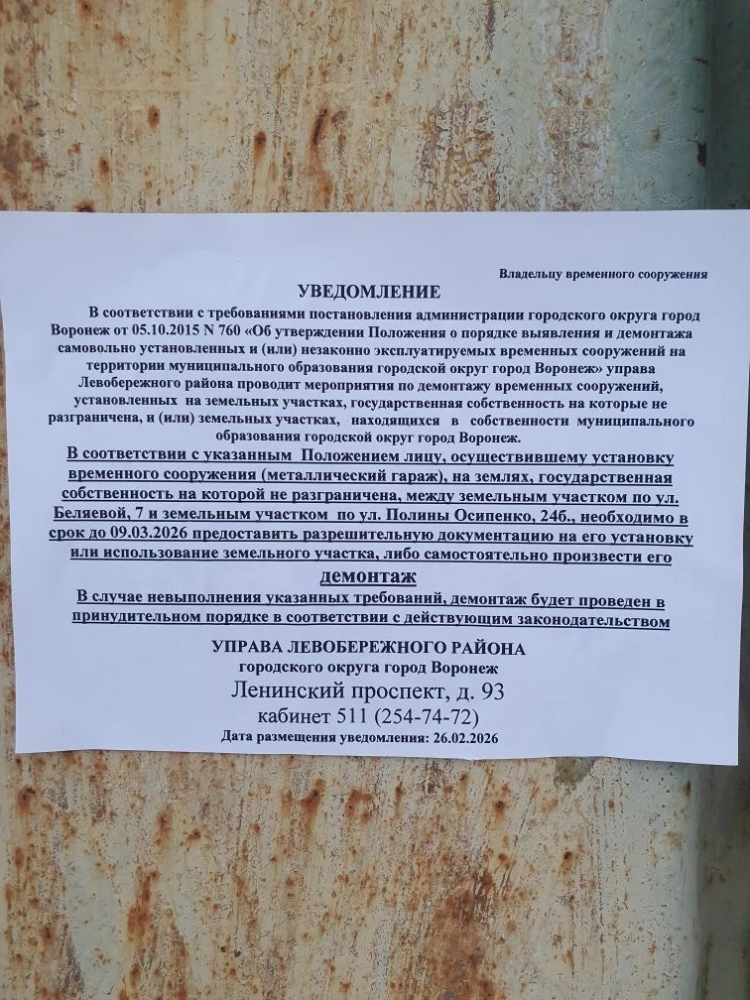 Владельцу временного сооружения
УВЕДОМЛЕНИЕ
В соответствии с требованиями постановления администрации городского округа город
Воронеж от 05.10.2015 N 760 «Об утверждении Положения о порядке выявления и демонтажа
самовольно установленных и (или) незаконно эксплуатируемых временных сооружений на
территории муниципального образования городской округ город Воронеж» управа
Левобережного района проводит мероприятия по демонтажу временных сооружений,
установленных на земельных участках, государственная собственность на которые не
разграничена, и (или) земельных участках, находящихся в собственности муниципального
образования городской округ город Воронеж.
В соответствии с указанным Положением лицу, осуществившему установку
временного сооружения (металлический гараж), на землях, государственная
собственность на которой не разграничена, между земельным участком по ул.
Беляевой, 7 и земельным участком по ул. Полины Осипенко, 24б., необходимо в
срок до 09.03.2026 предоставить разрешительную документацию на его установку
или использование земельного участка, либо самостоятельно произвести его
демонтаж
В случае невыполнения указанных требований, демонтаж будет проведен в
принудительном порядке в соответствии с действующим законодательством
УПРАВА ЛЕВОБЕРЕЖНОГО РАЙОНА
городского округа город Воронеж
Ленинский проспект, д. 93
кабинет 511 (254-74-72)
Дата размещения уведомления: 26.02.2026